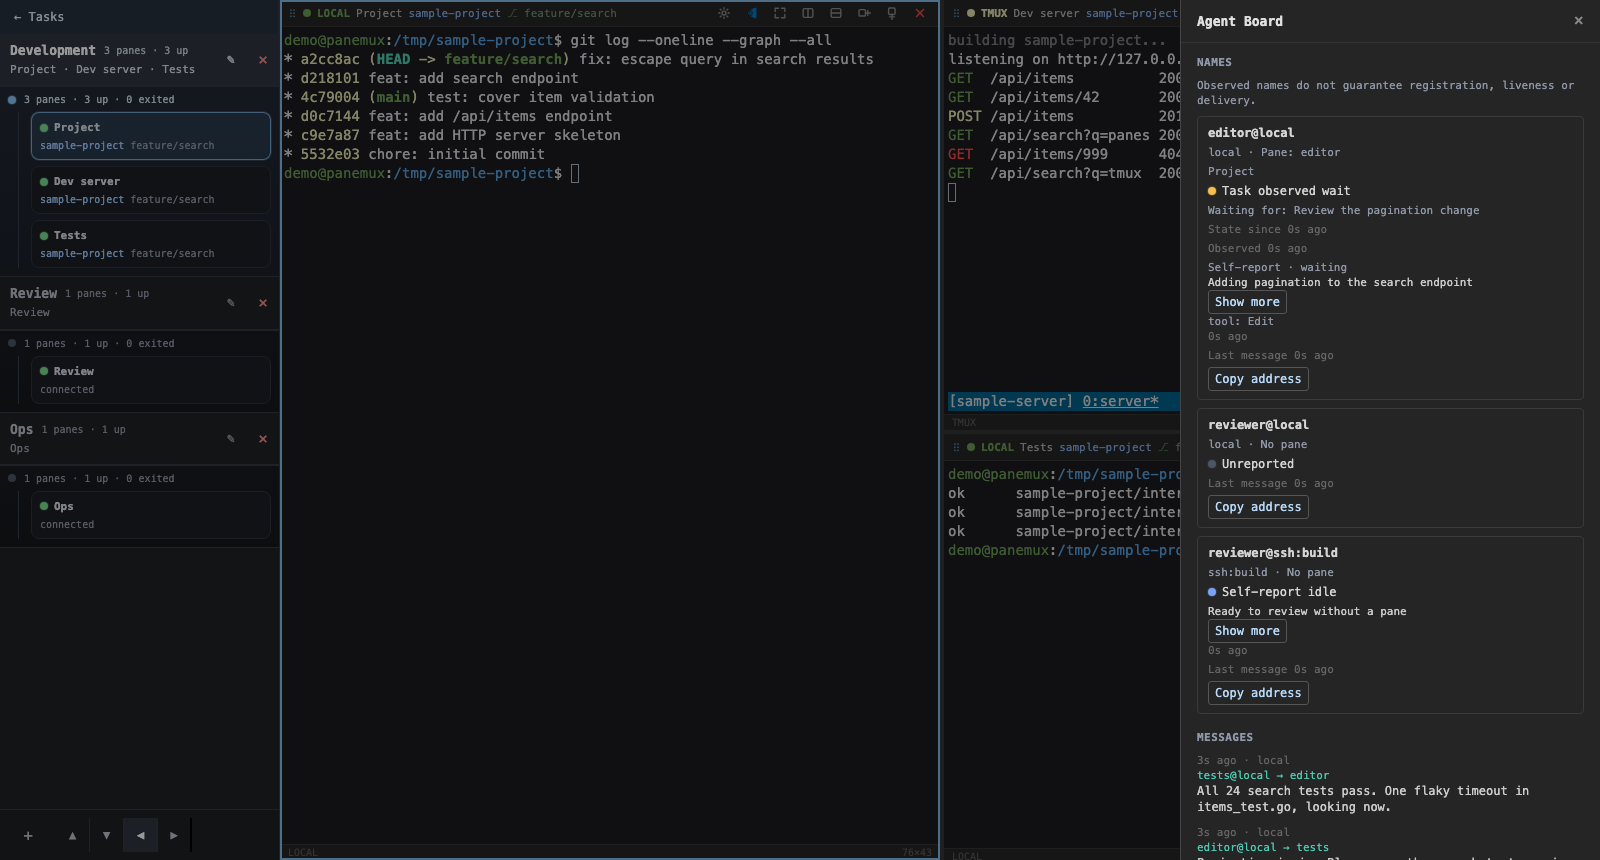 ← Tasks
Development 3 panes · 3 up
Project · Dev server · Tests
3 panes · 3 up · 0 exited
Project
sample-project feature/search
Dev server
sample-project feature/search
Tests
sample-project feature/search
Review 1 panes · 1 up
Review
1 panes · 1 up · 0 exited
Review
connected
Ops 1 panes · 1 up
Ops
1 panes · 1 up · 0 exited
Ops
connected
LOCAL Project sample-project feature/search
demo@panemux:/tmp/sample-project$ git log --oneline --graph --all
* a2cc8ac (HEAD -> feature/search) fix: escape query in search results
* d218101 feat: add search endpoint
* 4c79004 (main) test: cover item validation
* d0c7144 feat: add /api/items endpoint
* c9e7a87 feat: add HTTP server skeleton
* 5532e03 chore: initial commit
demo@panemux:/tmp/sample-project$
LOCAL 76×43
TMUX Dev server sample-project
building sample-project...
listening on http://127.0.0.
GET /api/items 200
GET /api/items/42 200
POST /api/items 201
GET /api/search?q=panes 200
GET /api/items/999 404
GET /api/search?q=tmux 200
[sample-server] 0:server*
TMUX
LOCAL Tests sample-project
demo@panemux:/tmp/sample-pro
ok sample-project/inter
ok sample-project/inter
ok sample-project/inter
demo@panemux:/tmp/sample-pro
LOCAL
Agent Board ×
NAMES
Observed names do not guarantee registration, liveness or
delivery.
editor@local
local · Pane: editor
Project
Task observed wait
Waiting for: Review the pagination change
State since 0s ago
Observed 0s ago
Self-report · waiting
Adding pagination to the search endpoint
Show more
tool: Edit
0s ago
Last message 0s ago
Copy address
reviewer@local
local · No pane
Unreported
Last message 0s ago
Copy address
reviewer@ssh:build
ssh:build · No pane
Self-report idle
Ready to review without a pane
Show more
0s ago
Last message 0s ago
Copy address
MESSAGES
3s ago · local
tests@local → editor
All 24 search tests pass. One flaky timeout in
items_test.go, looking now.
3s ago · local
editor@local → tests